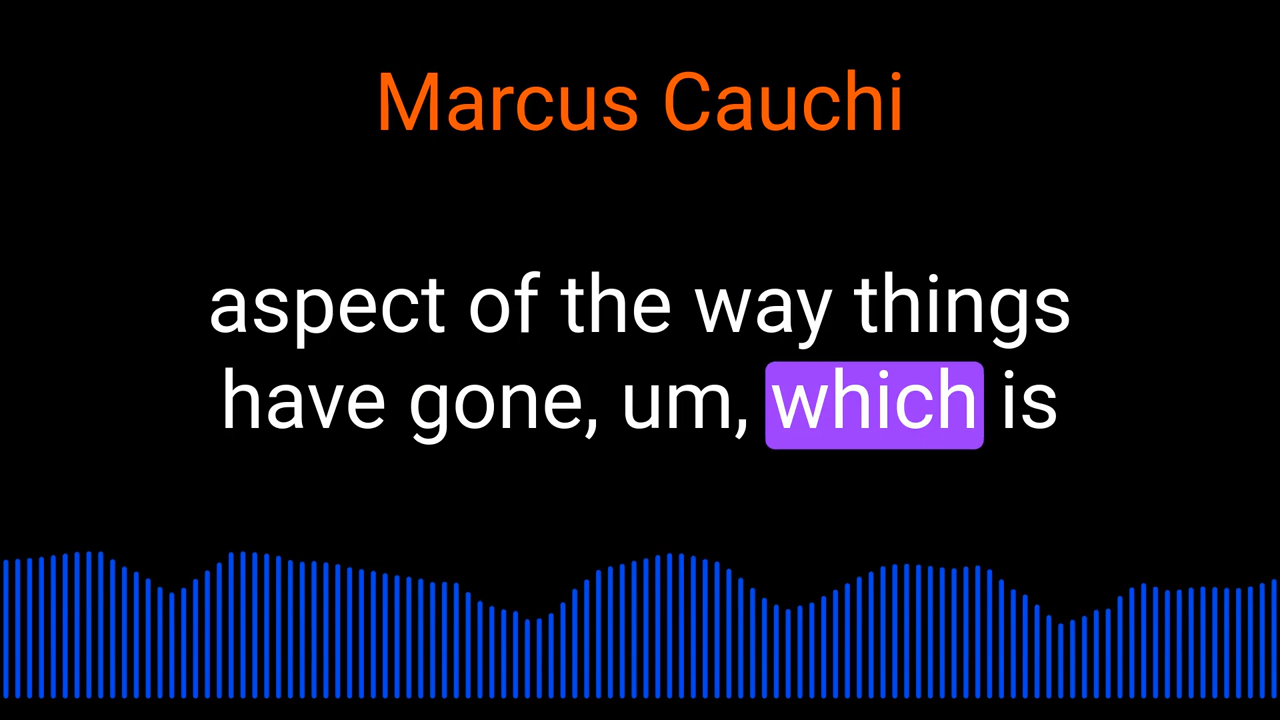 Marcus Cauchi
aspect of the way things
have gone, um, which is